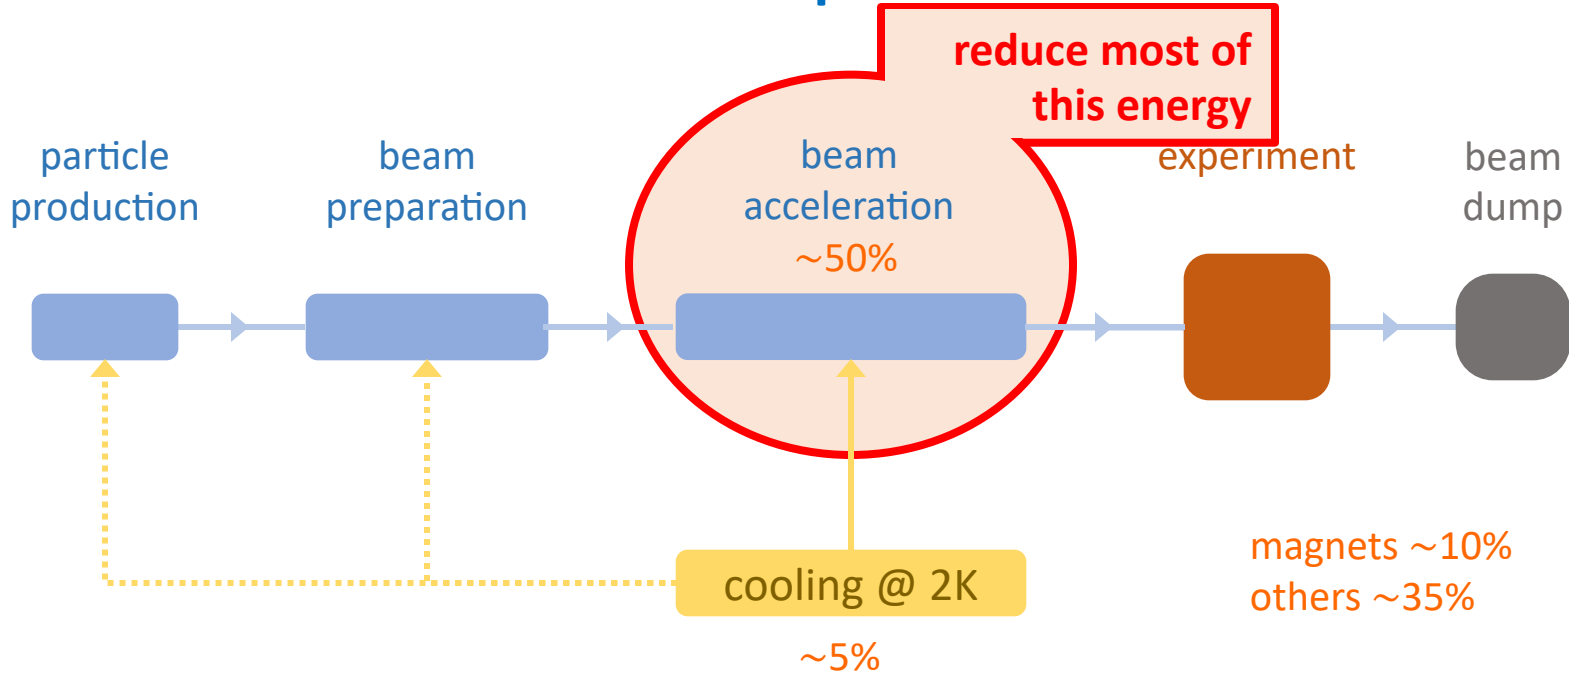 reduce most of
this energy
particle
production
beam
preparation
beam
acceleration
~50%
experiment
beam
dump
cooling @ 2K
~5%
magnets ~10%
others ~35%